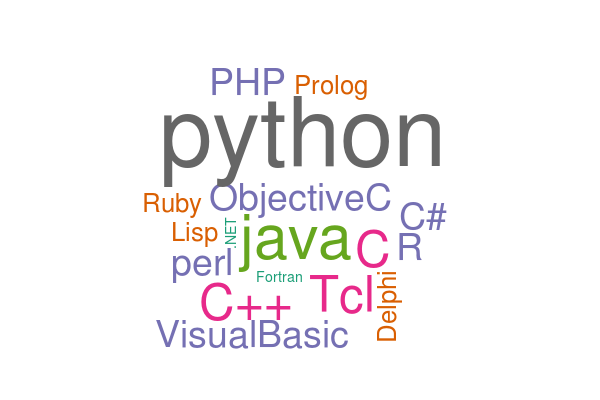 PHP Prolog
python
Ruby ObjectiveC
C#
Lisp .NET java C R
perl
Fortran
C++ Tcl Delphi
VisualBasic